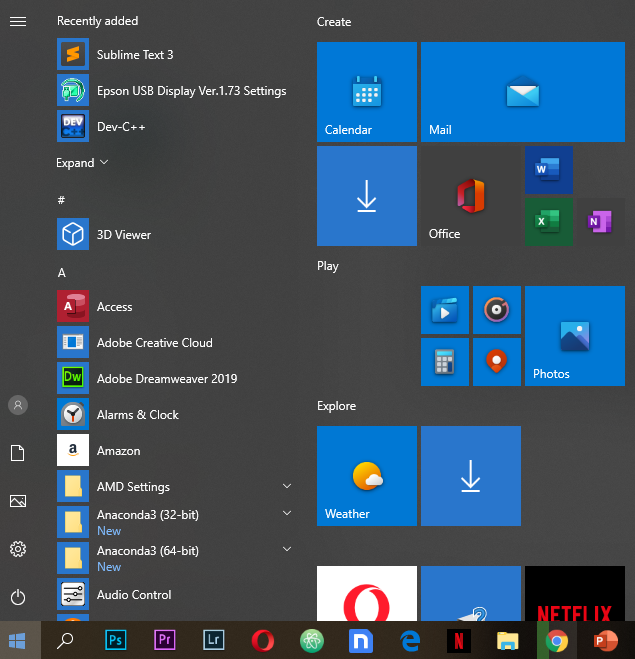 Recently added
Sublime Text 3
Epson USB Display Ver.1.73 Settings
DEV
C++
Dev-C++
Expand
#
3D Viewer
A
A
Access
Adobe Creative Cloud
Dw
Adobe Dreamweaver 2019
Alarms & Clock
a
Amazon
AMD Settings
Anaconda3 (32-bit)
New
Anaconda3 (64-bit)
New
Audio Control
Create
Calendar
Mail
Office
W
X
N
Play
Photos
Explore
Weather
NETFLIX
Ps
Pr
Lr
n
N
P